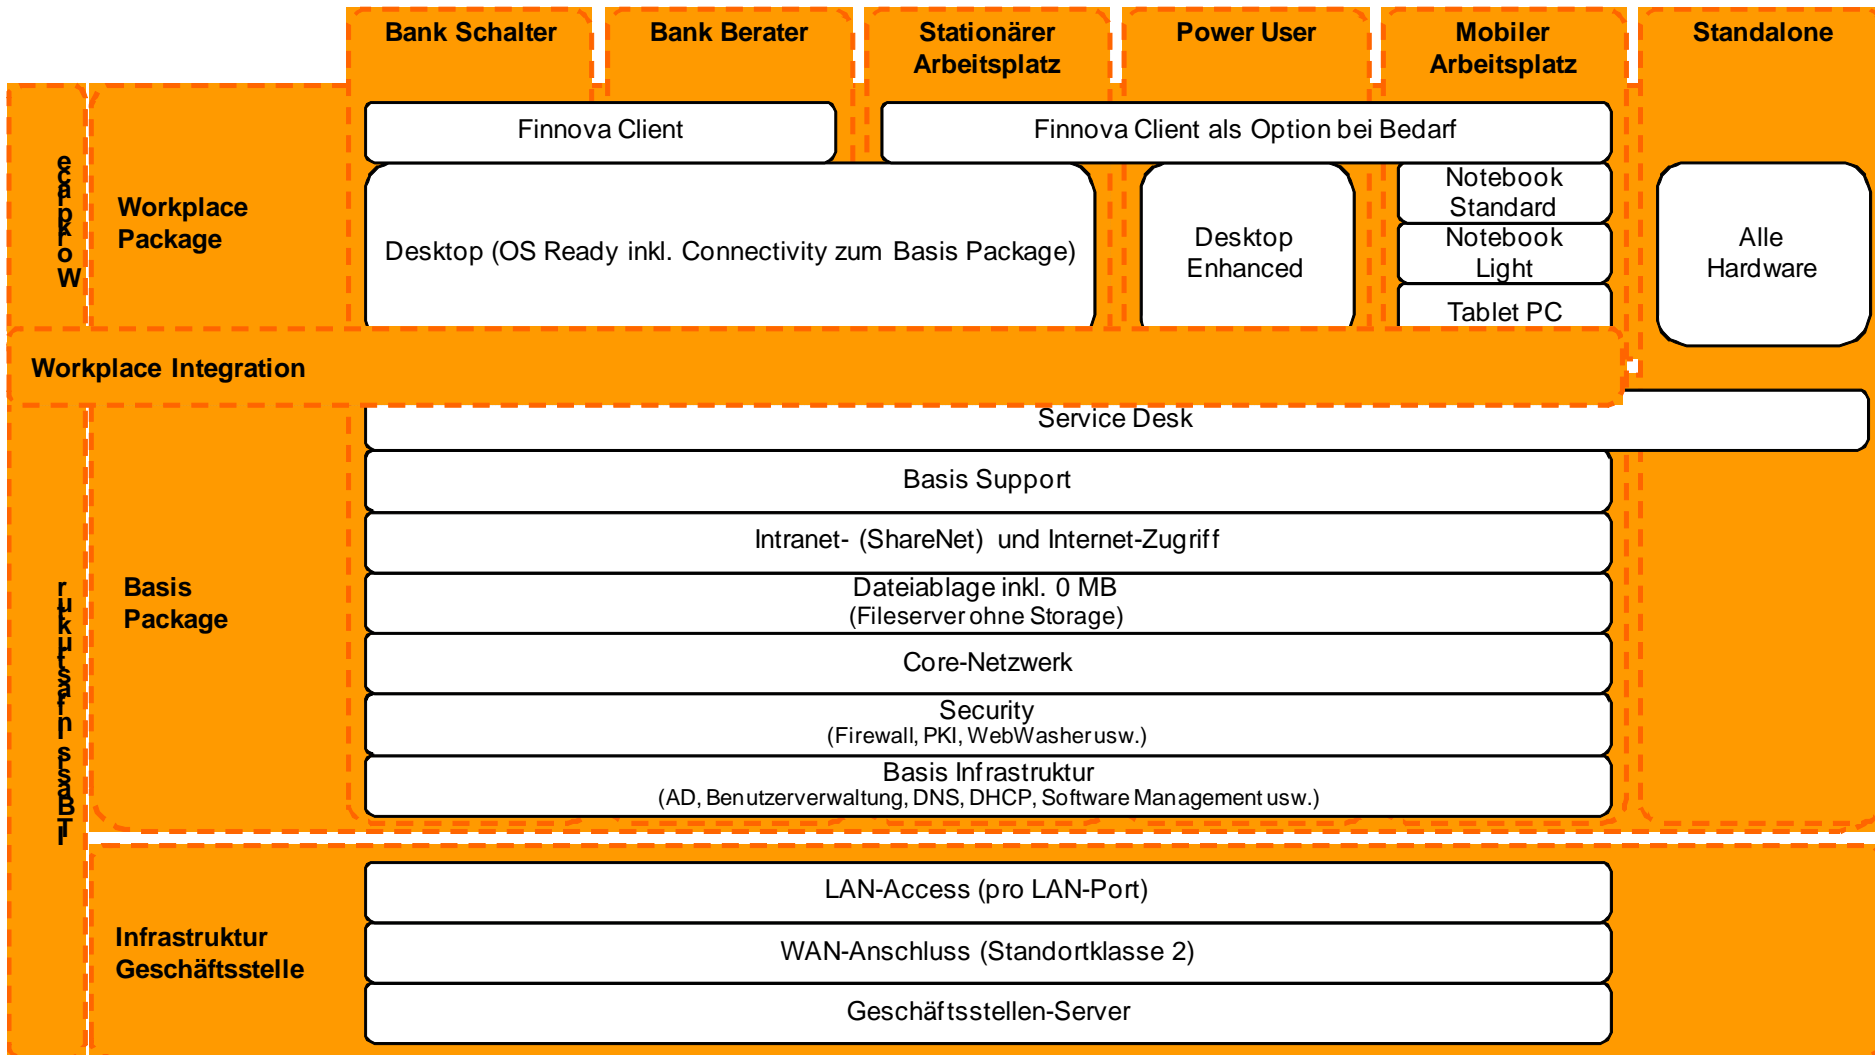 Bank Schalter
Bank Berater
Stationärer
Arbeitsplatz
Power User
Mobiler
Arbeitsplatz
Standalone
Workplace
Workplace
Package
Finnova Client
Finnova Client als Option bei Bedarf
Desktop (OS Ready inkl. Connectivity zum Basis Package)
Desktop
Enhanced
Notebook
Standard
Notebook
Light
Tablet PC
Alle
Hardware
Workplace Integration
IT Basis Infrastruktur
Basis
Package
Service Desk
Basis Support
Intranet- (ShareNet) und Internet-Zugriff
Dateiablage inkl. 0 MB
(Fileserver ohne Storage)
Core-Netzwerk
Security
(Firewall, PKI, WebWasher usw.)
Basis Infrastruktur
(AD, Benutzerverwaltung, DNS, DHCP, Software Management usw.)
Infrastruktur
Geschäftsstelle
LAN-Access (pro LAN-Port)
WAN-Anschluss (Standortklasse 2)
Geschäftsstellen-Server